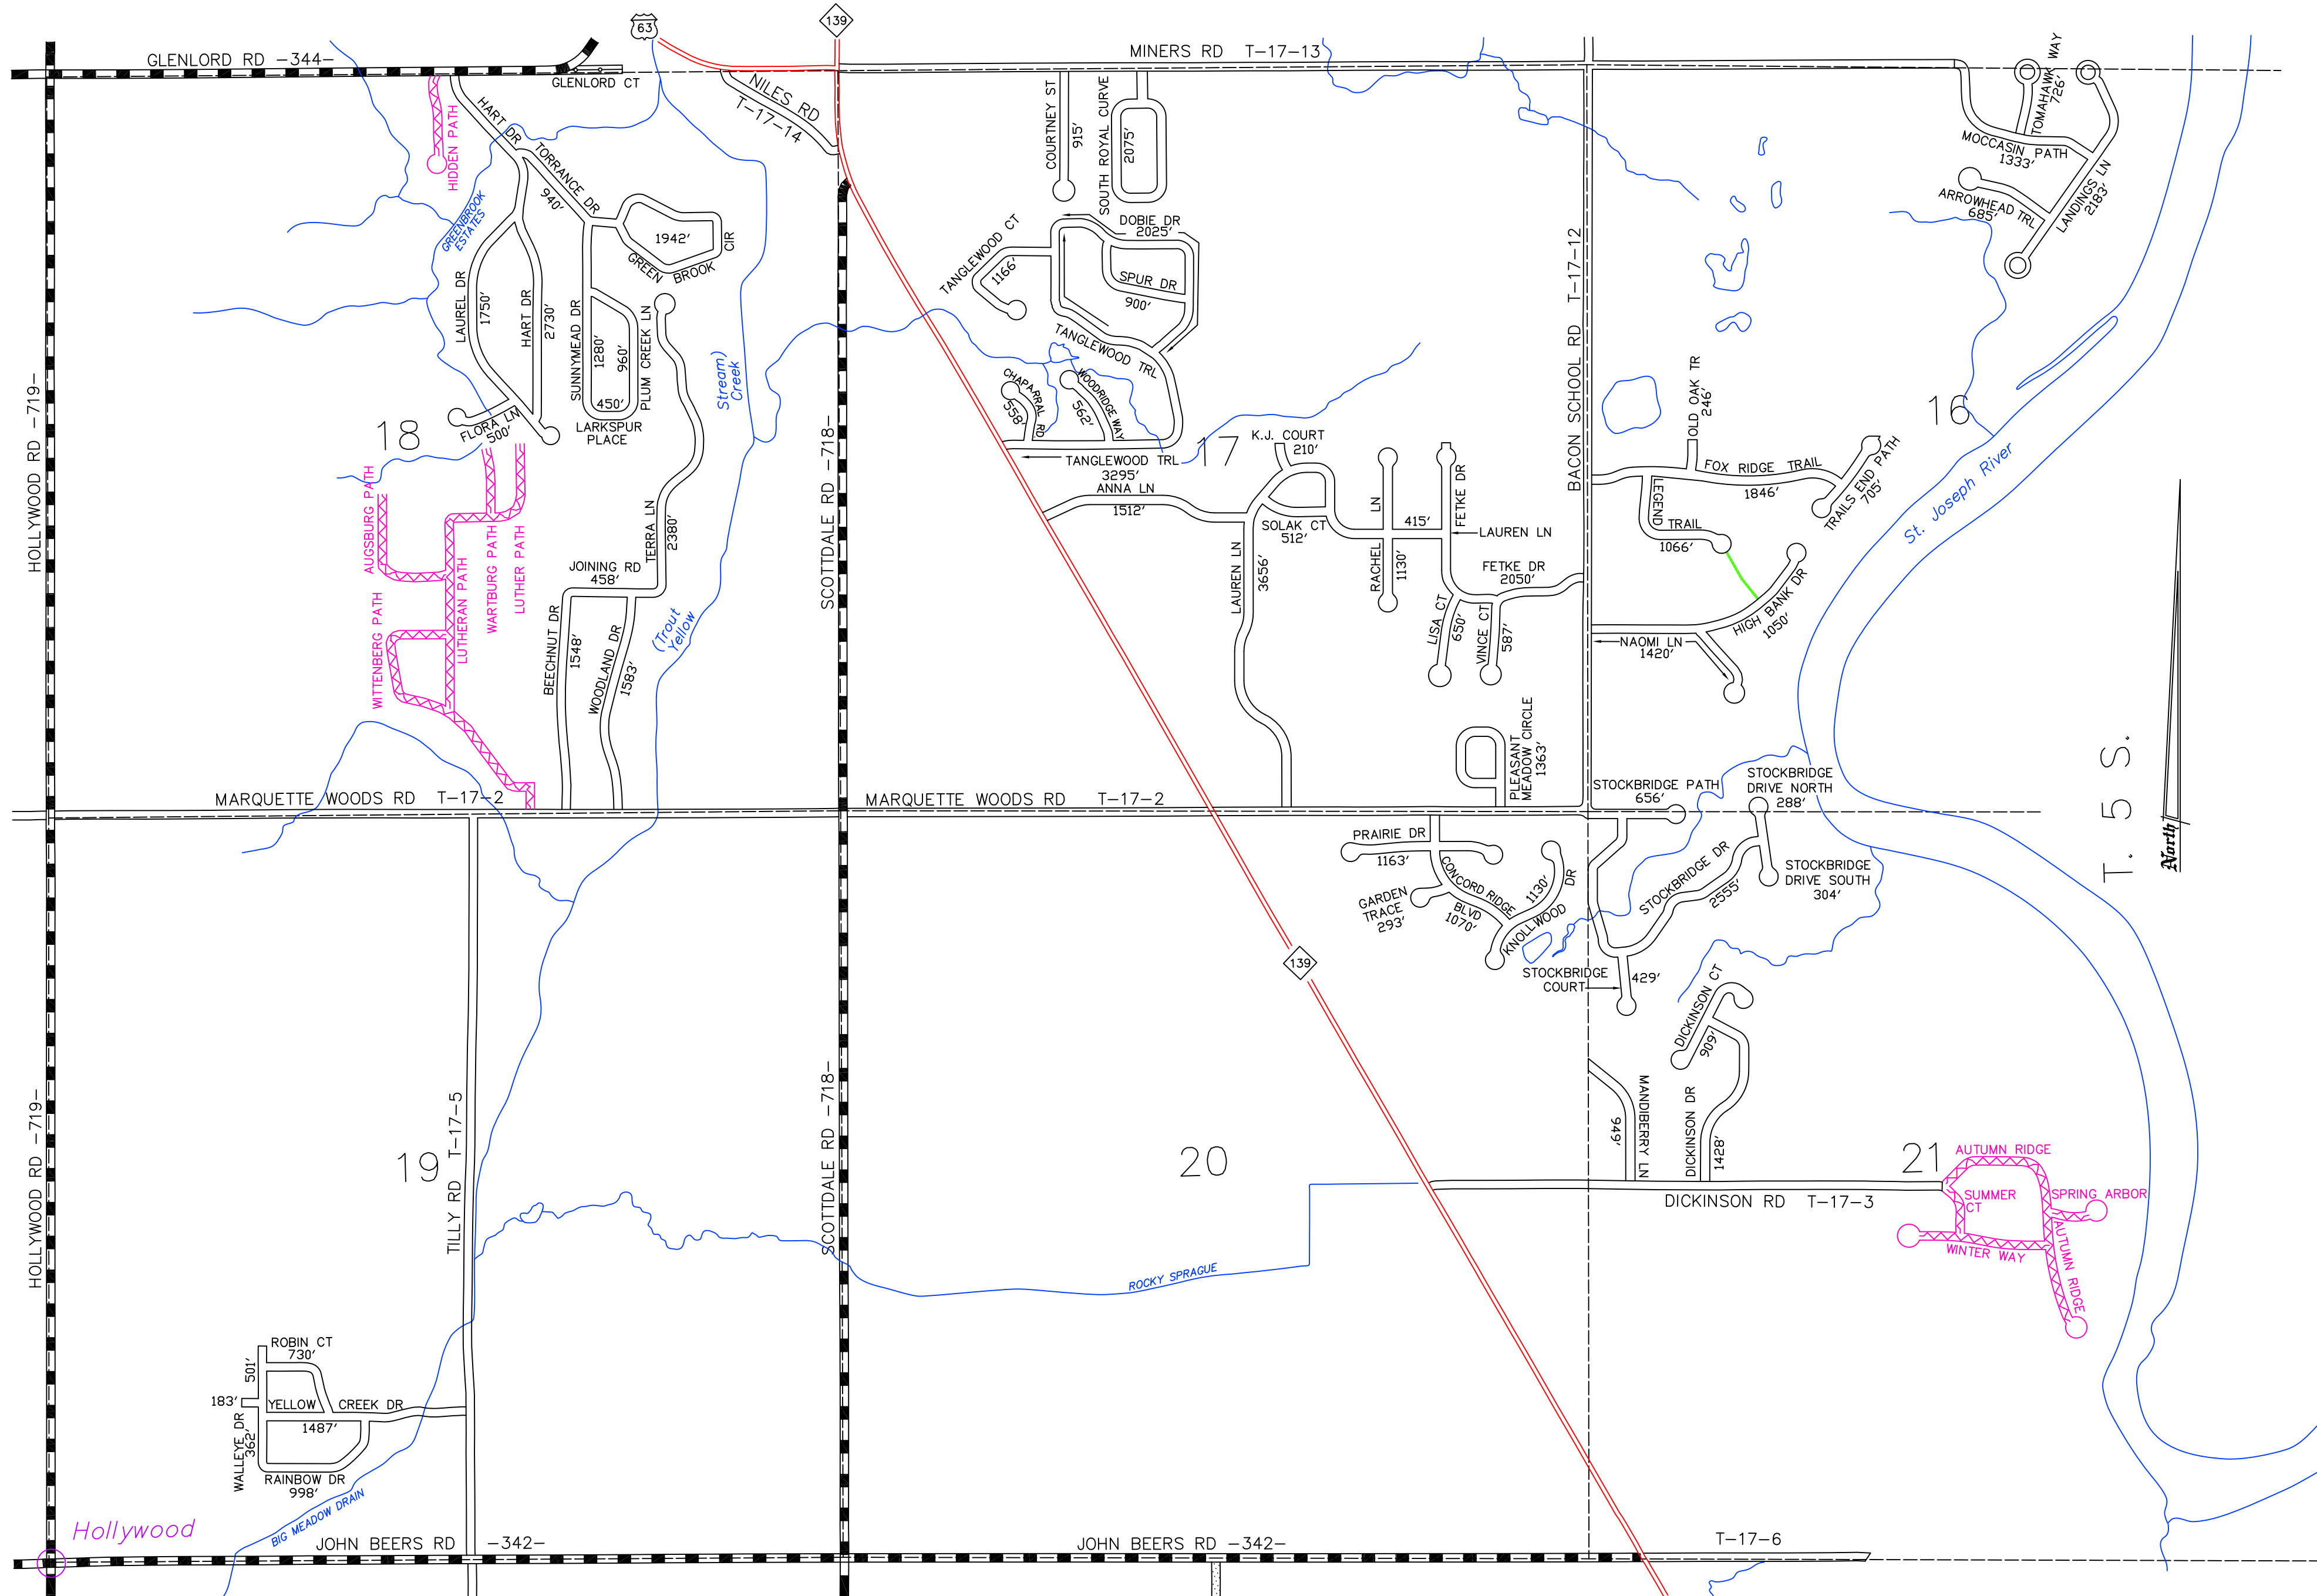 63
139
GLENLORD RD -344-
GLENLORD CT
MINERS RD T-17-13
NILES RD
T-17-14
HIDDEN PATH
HART DR
TORRANCE DR
940'
GREENBROOK
ESTATES
1942'
GREEN BROOK
CIR
LAUREL DR
1750'
HART DR
2730'
SUNNYMEAD DR
1280'
960'
PLUM CREEK LN
450'
LARKSPUR
PLACE
FLORA LN
500'
18
HOLLYWOOD RD -719-
AUGSBURG PATH
WITTENBERG PATH
LUTHERAN PATH
WARTBURG PATH
LUTHER PATH
JOINING RD
458'
TERRA LN
2380'
BEECHNUT DR
1548'
WOODLAND DR
1583'
Stream)
Creek
(Trout
Yellow
SCOTTDALE RD -718-
COURTNEY ST
915'
SOUTH ROYAL CURVE
2075'
DOBIE DR
2025'
TANGLEWOOD CT
1166'
SPUR DR
900'
TANGLEWOOD TRL
CHAPARRAL RD
558'
WOODRIDGE WAY
562'
17
TANGLEWOOD TRL
3295'
K.J. COURT
210'
ANNA LN
1512'
SOLAK CT
512'
LAUREN LN
3656'
RACHEL LN
1130'
415'
FETKE DR
LAUREN LN
FETKE DR
2050'
LISA CT
650'
VINCE CT
587'
PLEASANT
MEADOW CIRCLE
1363'
BACON SCHOOL RD T-17-12
TOMAHAWK WAY
726'
MOCCASIN PATH
1333'
ARROWHEAD TRL
685'
LANDINGS LN
2183'
16
OLD OAK TR
246'
FOX RIDGE TRAIL
1846'
TRAILS END PATH
705'
LEGEND TRAIL
1066'
HIGH BANK DR
1050'
NAOMI LN
1420'
St. Joseph River
T. 5 S.
North
MARQUETTE WOODS RD T-17-2
MARQUETTE WOODS RD T-17-2
STOCKBRIDGE PATH
656'
STOCKBRIDGE
DRIVE NORTH
288'
STOCKBRIDGE DR
2555'
STOCKBRIDGE
DRIVE SOUTH
304'
PRAIRIE DR
1163'
GARDEN
TRACE
293'
CONCORD RIDGE
BLVD
1070'
1130'
KNOLLWOOD DR
STOCKBRIDGE
COURT
429'
139
DICKINSON CT
909'
MANDIBERRY LN
949'
DICKINSON DR
1428'
HOLLYWOOD RD -719-
19
TILLY RD T-17-5
SCOTTDALE RD -718-
20
21
DICKINSON RD T-17-3
AUTUMN RIDGE
SUMMER
CT
SPRING ARBOR
WINTER WAY
AUTUMN RIDGE
ROCKY SPRAGUE
ROBIN CT
730'
501'
183'
YELLOW CREEK DR
1487'
WALLEYE DR
362'
RAINBOW DR
998'
BIG MEADOW DRAIN
Hollywood
JOHN BEERS RD -342-
JOHN BEERS RD -342-
T-17-6